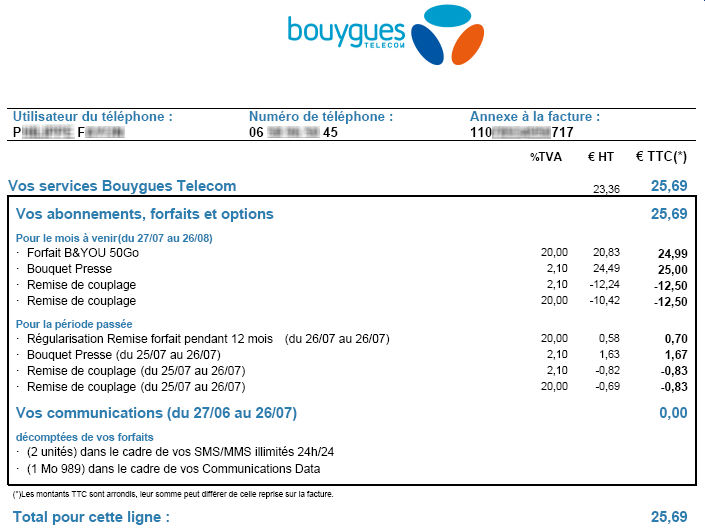 bouygues
TELECOM
Utilisateur du téléphone : Numéro de téléphone : Annexe à la facture :
P F 06 45 110 717
%TVA € HT € TTC(*)
Vos services Bouygues Telecom 23,36 25,69
Vos abonnements, forfaits et options 25,69
Pour le mois à venir(du 27/07 au 26/08)
· Forfait B&YOU 50Go 20,00 20,83 24,99
· Bouquet Presse 2,10 24,49 25,00
· Remise de couplage 2,10 -12,24 -12,50
· Remise de couplage 20,00 -10,42 -12,50
Pour la période passée
· Régularisation Remise forfait pendant 12 mois (du 26/07 au 26/07) 20,00 0,58 0,70
· Bouquet Presse (du 25/07 au 26/07) 2,10 1,63 1,67
· Remise de couplage (du 25/07 au 26/07) 2,10 -0,82 -0,83
· Remise de couplage (du 25/07 au 26/07) 20,00 -0,69 -0,83
Vos communications (du 27/06 au 26/07) 0,00
décomptées de vos forfaits
· (2 unités) dans le cadre de vos SMS/MMS illimités 24h/24
· (1 Mo 989) dans le cadre de vos Communications Data
(*)Les montants TTC sont arrondis, leur somme peut différer de celle reprise sur la facture.
Total pour cette ligne : 25,69